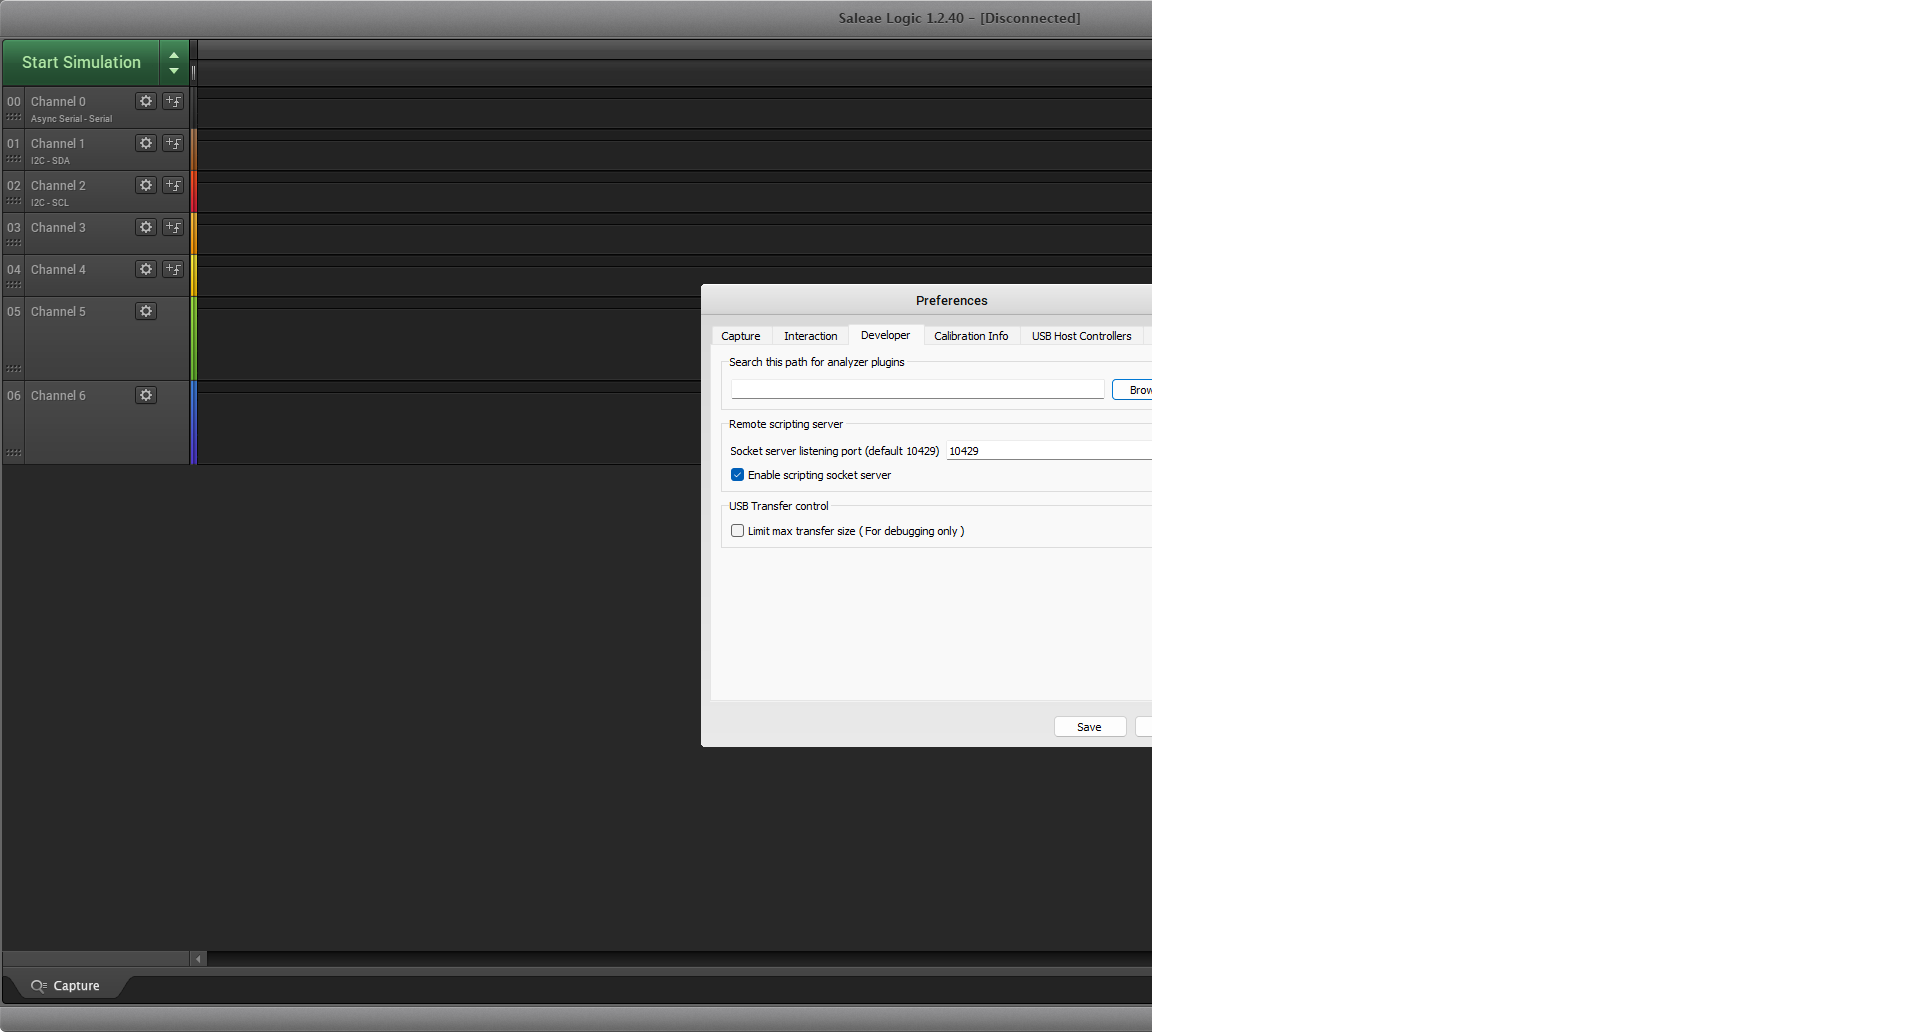 Saleae Logic 1.2.40 - [Disconnected]
Start Simulation
00 Channel 0
Async Serial - Serial
01 Channel 1
I2C - SDA
02 Channel 2
I2C - SCL
03 Channel 3
04 Channel 4
05 Channel 5
06 Channel 6
Preferences
Capture Interaction Developer Calibration Info USB Host Controllers
Search this path for analyzer plugins
Brow
Remote scripting server
Socket server listening port (default 10429) 10429
Enable scripting socket server
USB Transfer control
Limit max transfer size ( For debugging only )
Save
Capture